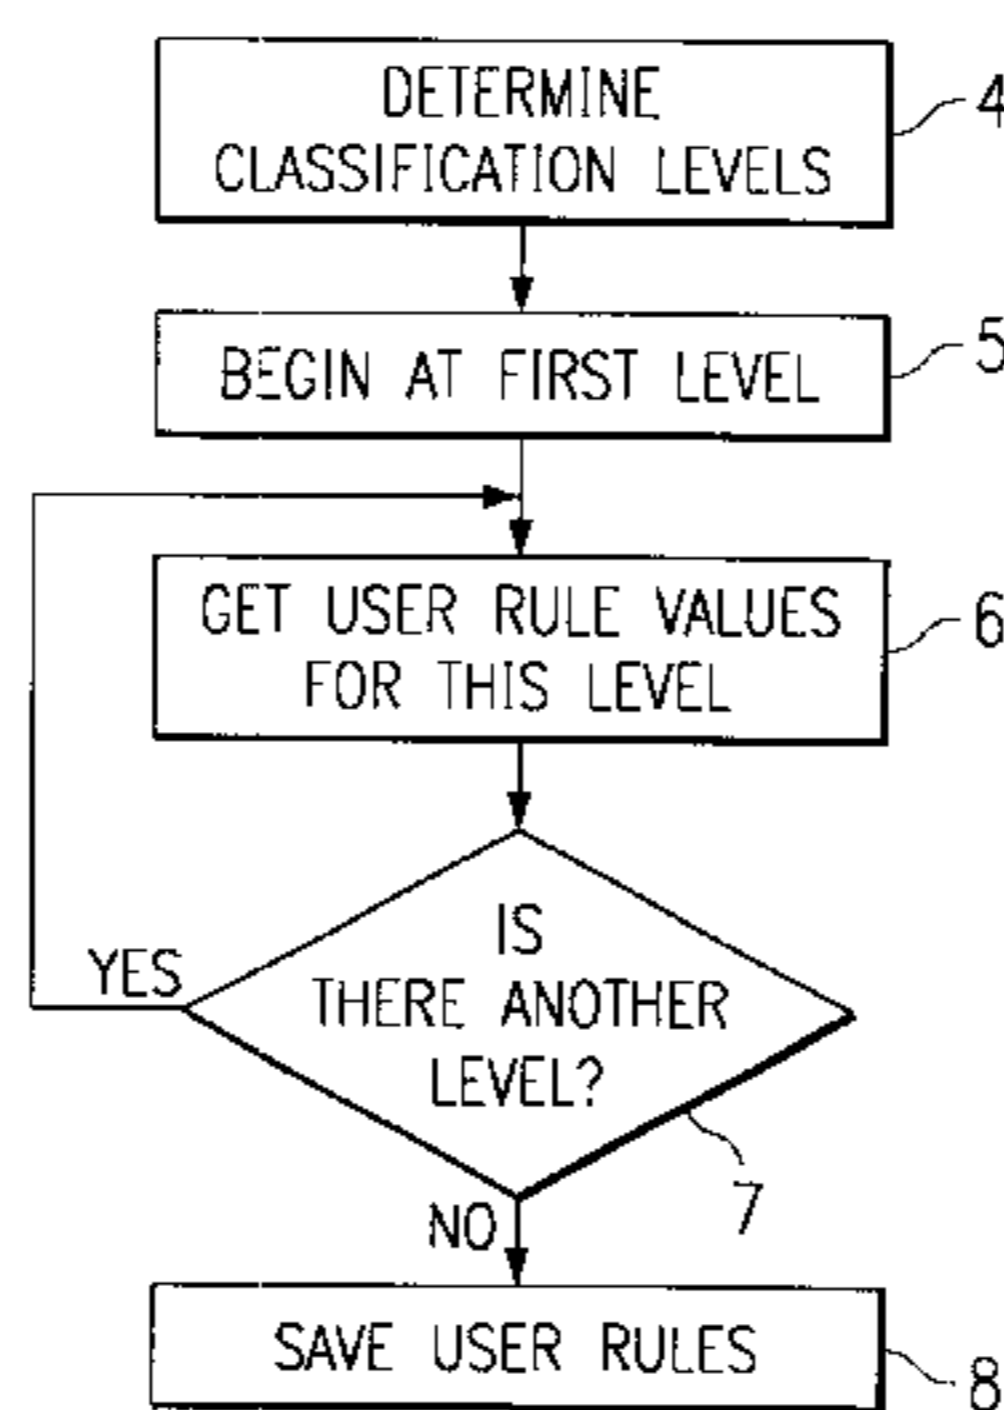 DETERMINE
CLASSIFICATION LEVELS
4
BEGIN AT FIRST LEVEL
5
GET USER RULE VALUES
FOR THIS LEVEL
6
IS
THERE ANOTHER
LEVEL?
YES
7
NO
SAVE USER RULES
8